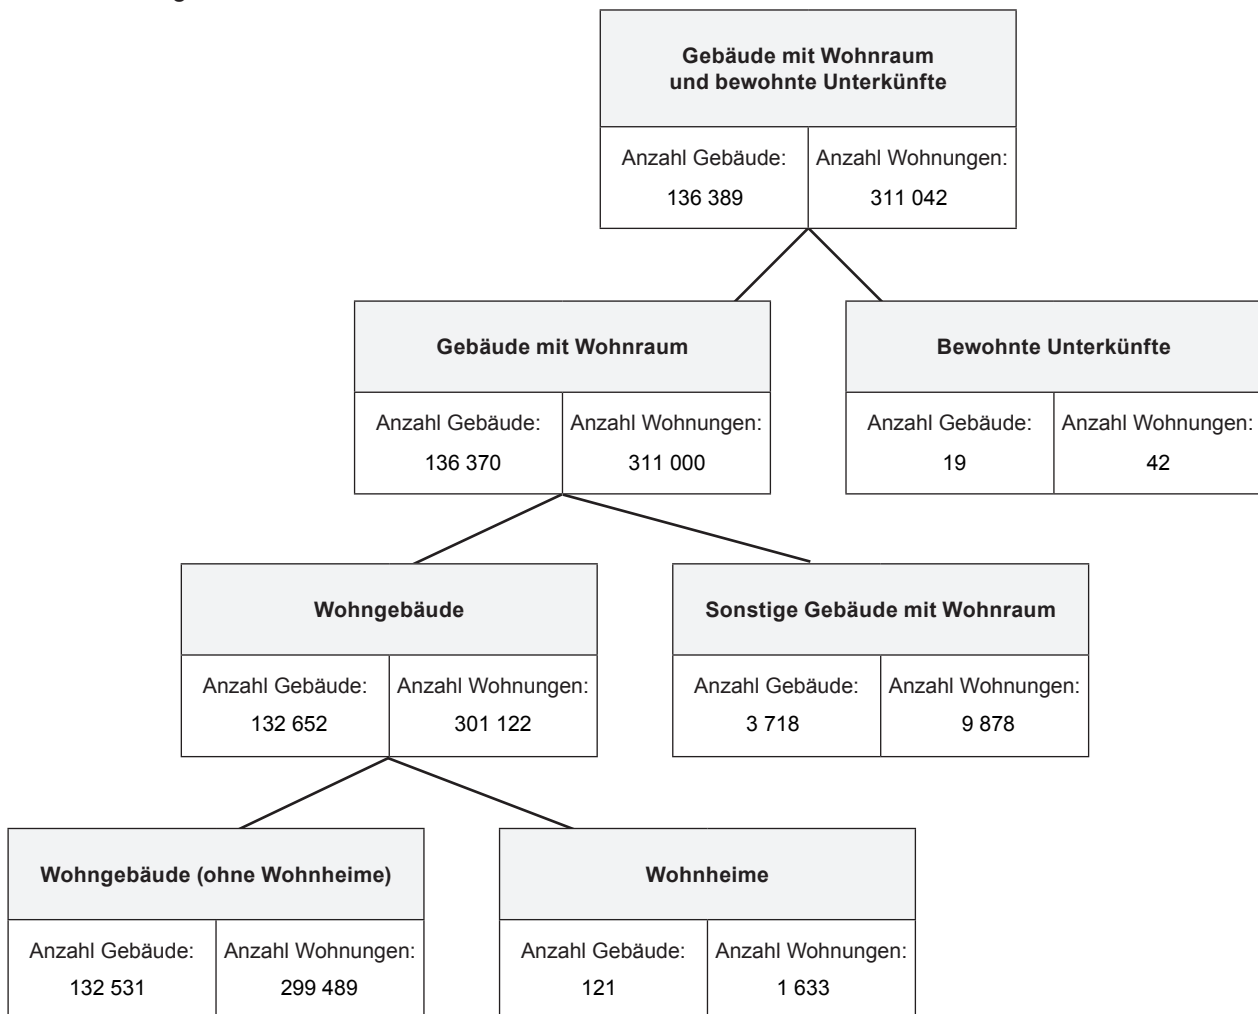 Gebäude mit Wohnraum
und bewohnte Unterkünfte
Anzahl Gebäude: Anzahl Wohnungen:
136 389 311 042
Gebäude mit Wohnraum Bewohnte Unterkünfte
Anzahl Gebäude: Anzahl Wohnungen: Anzahl Gebäude: Anzahl Wohnungen:
136 370 311 000 19 42
Wohngebäude Sonstige Gebäude mit Wohnraum
Anzahl Gebäude: Anzahl Wohnungen: Anzahl Gebäude: Anzahl Wohnungen:
132 652 301 122 3 718 9 878
Wohngebäude (ohne Wohnheime) Wohnheime
Anzahl Gebäude: Anzahl Wohnungen: Anzahl Gebäude: Anzahl Wohnungen:
132 531 299 489 121 1 633